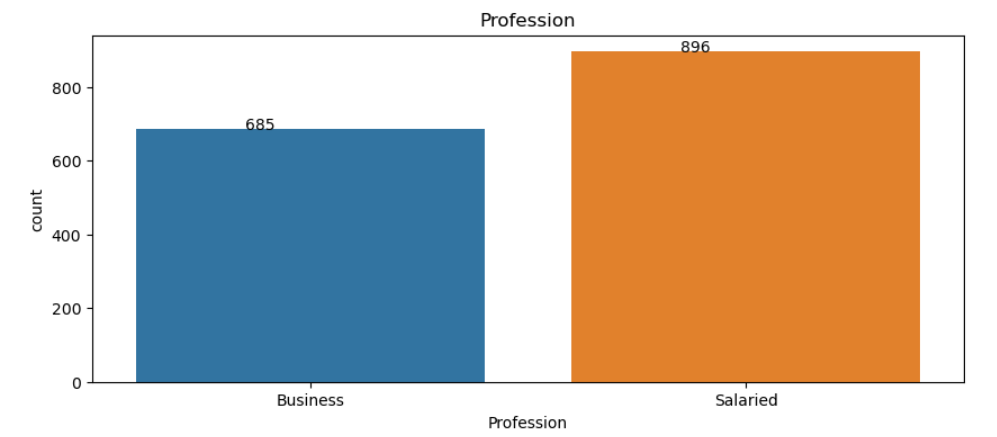 Profession
896
800
685
600
count
400
200
0
Business Salaried
Profession